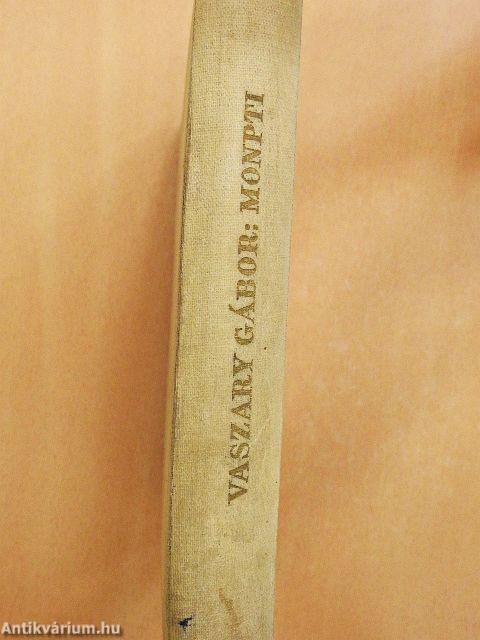 VASZARY GÁBOR: MONPTI
Antikvárium.hu